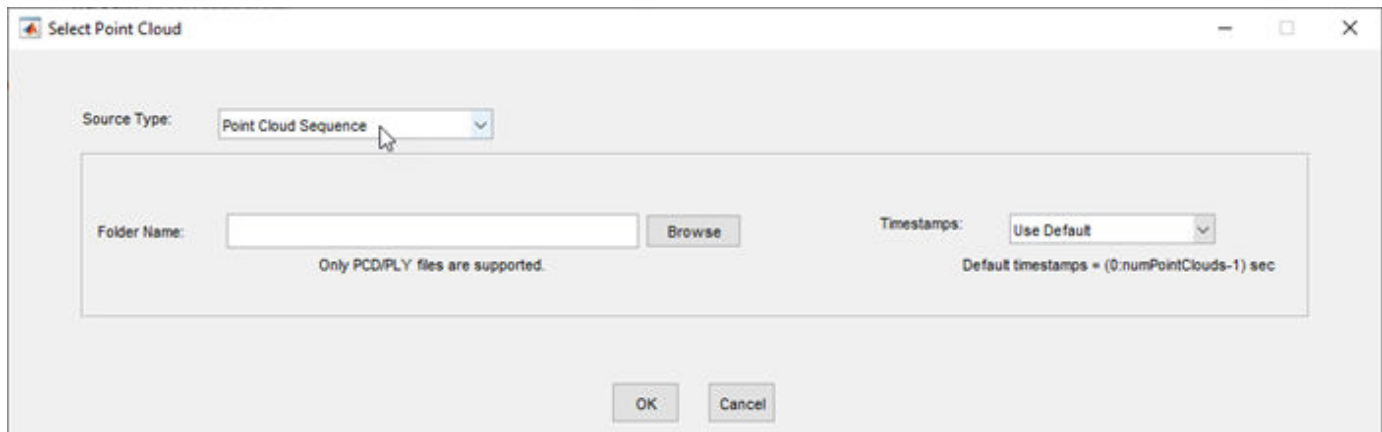 Select Point Cloud
Source Type: Point Cloud Sequence
Folder Name: Browse Timestamps: Use Default
Only PCD/PLY files are supported. Default timestamps = (0:numPointClouds-1) sec
OK Cancel